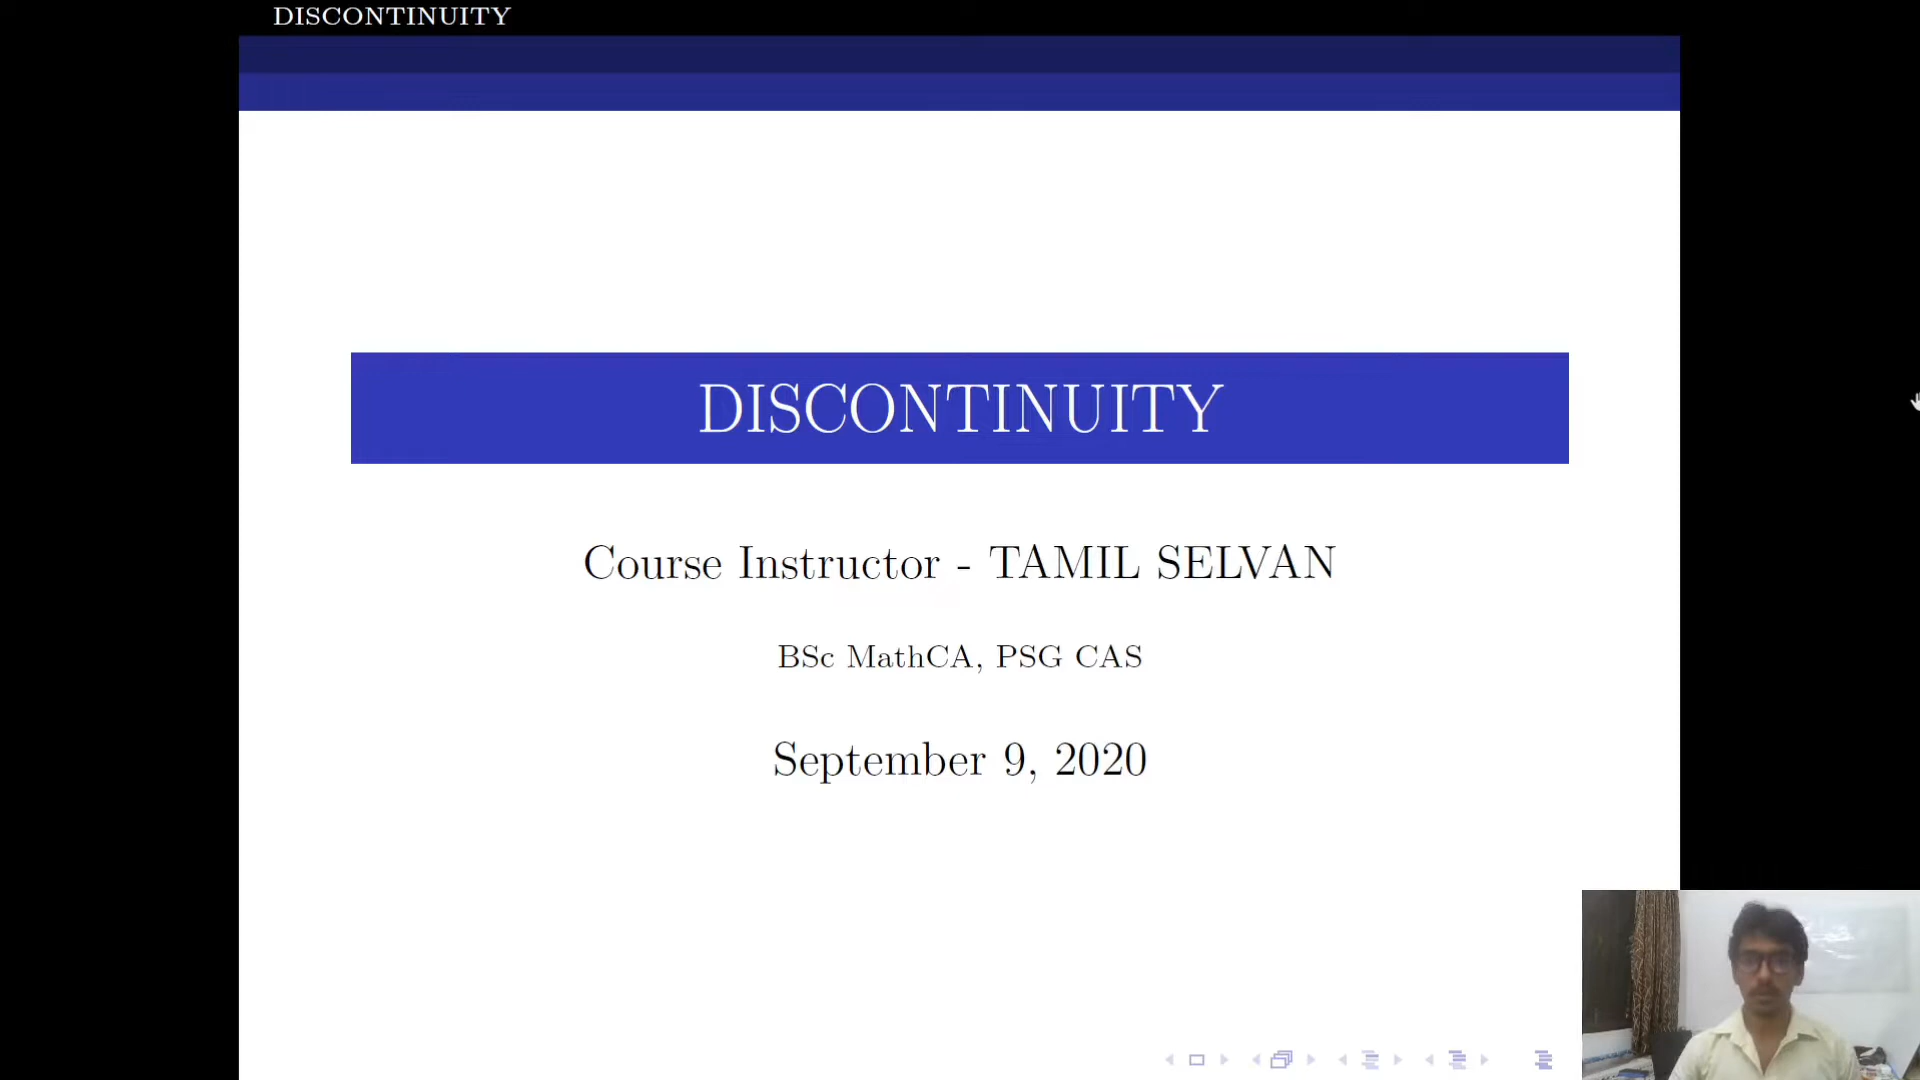 DISCONTINUITY
DISCONTINUITY
Course Instructor - TAMIL SELVAN
BSc MathCA, PSG CAS
September 9, 2020